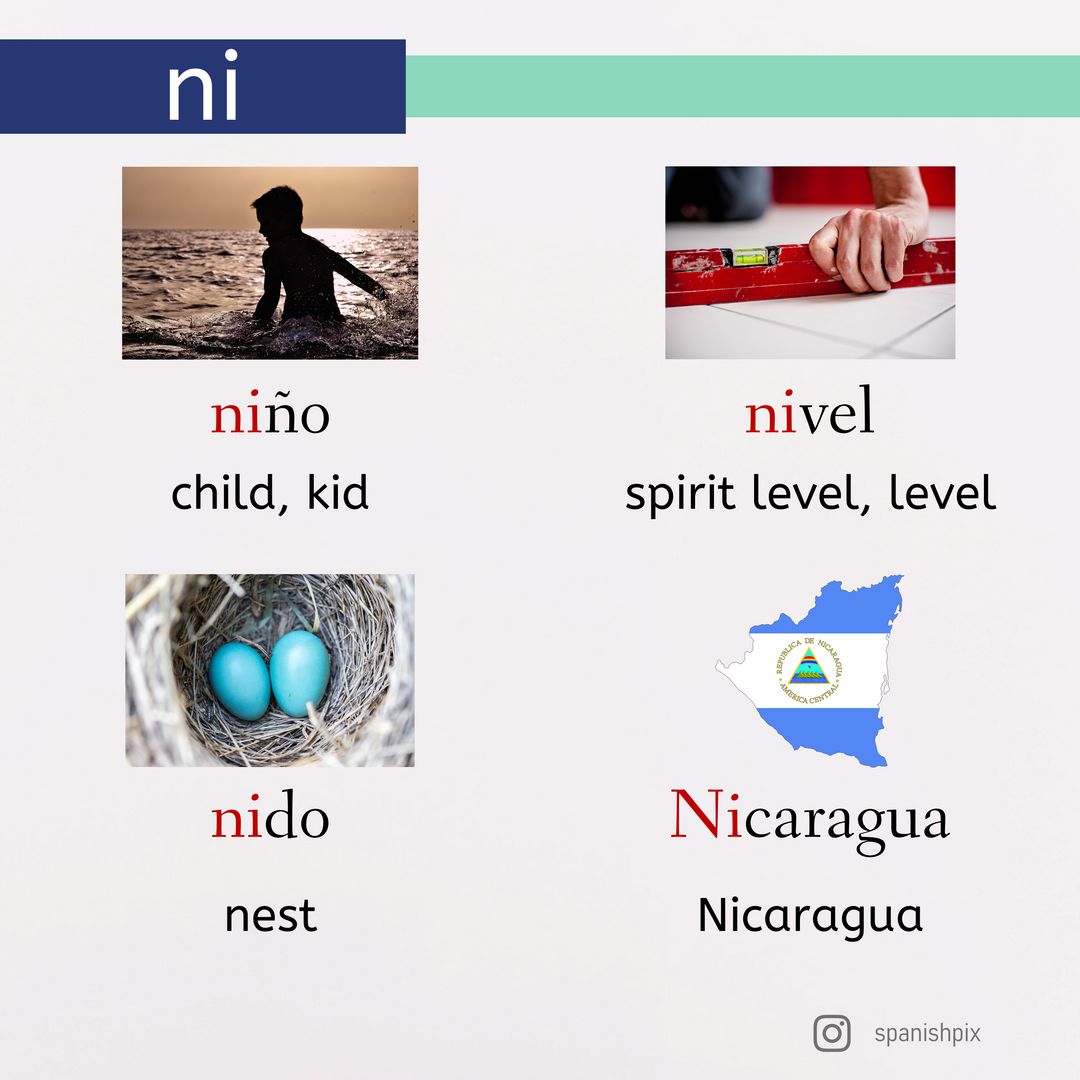 ni
niño
child, kid
nivel
spirit level, level
nido
nest
REPUBLICA DE NICARAGUA
AMERICA CENTRAL
Nicaragua
Nicaragua
spanishpix